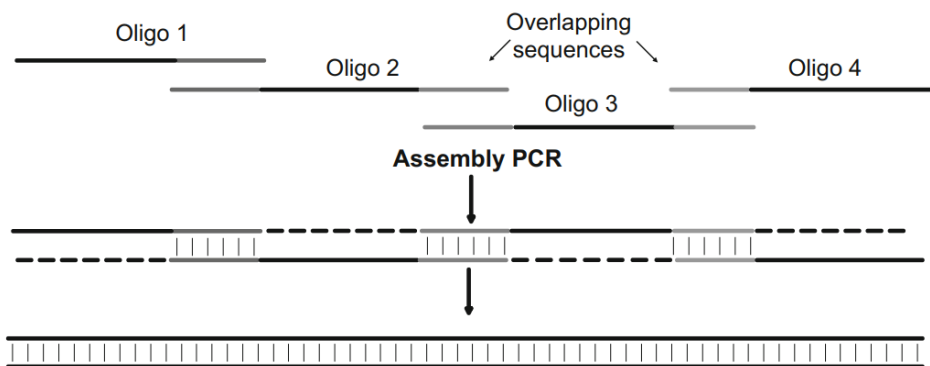 Oligo 1
Overlapping
sequences
Oligo 2
Oligo 4
Oligo 3
Assembly PCR